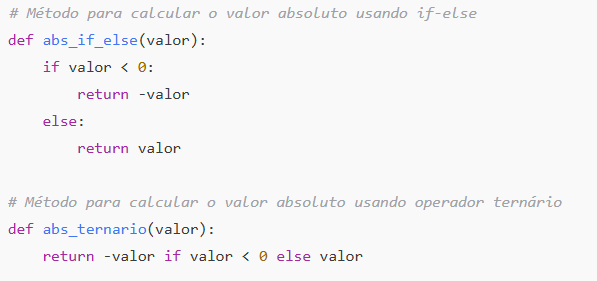 # Método para calcular o valor absoluto usando if-else
def abs_if_else(valor):
    if valor < 0:
        return -valor
    else:
        return valor

# Método para calcular o valor absoluto usando operador ternário
def abs_ternario(valor):
    return -valor if valor < 0 else valor